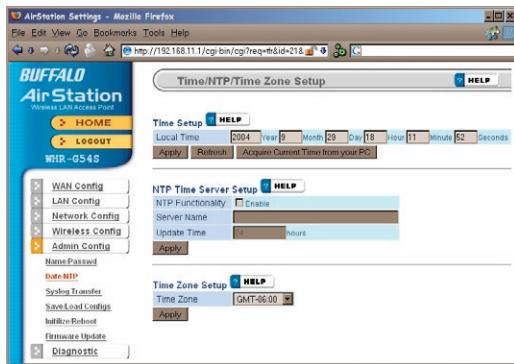 AirStation Settings - Mozilla Firefox
File Edit View Go Bookmarks Tools Help
http://192.168.11.1/cgi-bin/cgi?req=tfr&id=21&
BUFFALO
AirStation
Wireless LAN Access Point
HOME
LOGOUT
WHR-G54S
WAN Config
LAN Config
Network Config
Wireless Config
Admin Config
Name/Passwd
Date/NTP
Syslog Transfer
Save/Load Configs
Initilize/Reboot
Firmware Update
Diagnostic
Time/NTP/Time Zone Setup
? HELP
Time Setup ? HELP
Local Time 2004 Year 9 Month 29 Day 18 Hour 11 Minute 52 Seconds
Apply Refresh Acquire Current Time from your PC
NTP Time Server Setup ? HELP
NTP Functionality Enable
Server Name
Update Time 24 hours
Apply
Time Zone Setup ? HELP
Time Zone GMT-06:00
Apply